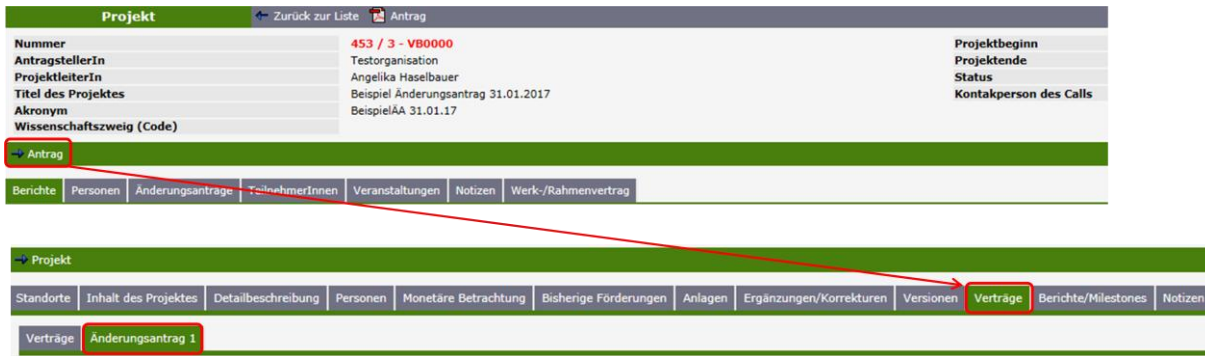 Projekt Zurück zur Liste Antrag
Nummer 453 / 3 - VB0000 Projektbeginn
AntragstellerIn Testorganisation Projektende
ProjektleiterIn Angelika Haselbauer Status
Titel des Projektes Beispiel Änderungsantrag 31.01.2017 Kontakperson des Calls
Akronym BeispielÄA 31.01.17
Wissenschaftszweig (Code)
Antrag
Berichte Personen Änderungsanträge TeilnehmerInnen Veranstaltungen Notizen Werk-/Rahmenvertrag
Projekt
Standorte Inhalt des Projektes Detailbeschreibung Personen Monetäre Betrachtung Bisherige Förderungen Anlagen Ergänzungen/Korrekturen Versionen Verträge Berichte/Milestones Notizen
Verträge Änderungsantrag 1